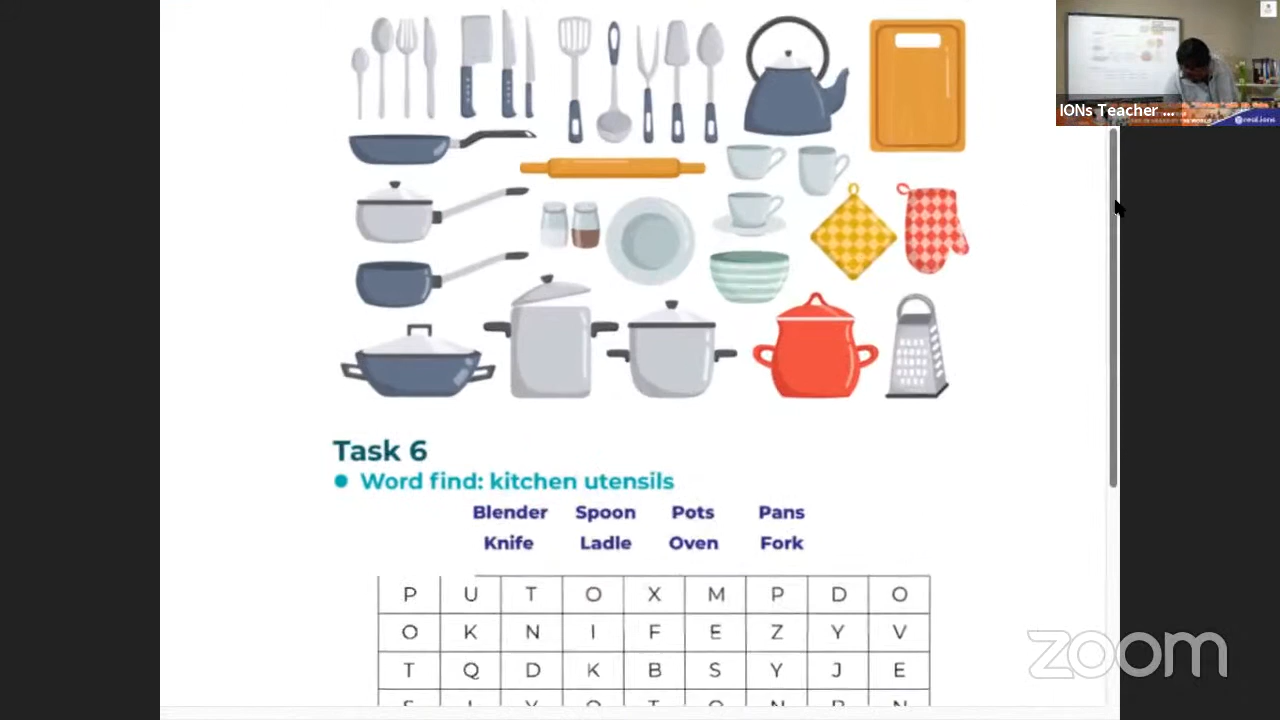 IONs Teacher ...
Task 6
Word find: kitchen utensils
Blender Spoon Pots Pans
Knife Ladle Oven Fork
P U T O X M P D O
O K N I F E Z Y V
T Q D K B S Y J E
zoom